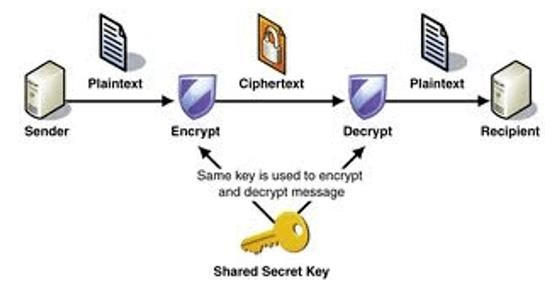 Plaintext
Ciphertext
Plaintext
Sender
Encrypt
Decrypt
Recipient
Same key is used to encrypt
and decrypt message
Shared Secret Key